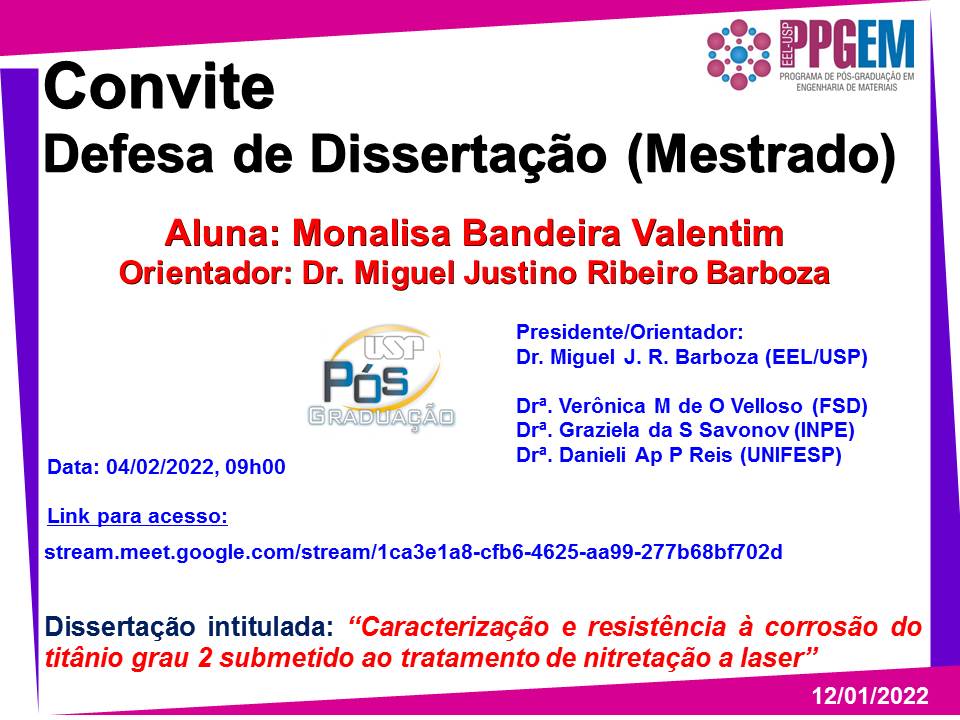 EEL-USP
PPGEM
PROGRAMA DE PÓS-GRADUAÇÃO EM
ENGENHARIA DE MATERIAIS
Convite
Defesa de Dissertação (Mestrado)
Aluna: Monalisa Bandeira Valentim
Orientador: Dr. Miguel Justino Ribeiro Barboza
USP
Pós
GRADUAÇÃO
Presidente/Orientador:
Dr. Miguel J. R. Barboza (EEL/USP)
Drª. Verônica M de O Velloso (FSD)
Drª. Graziela da S Savonov (INPE)
Drª. Danieli Ap P Reis (UNIFESP)
Data: 04/02/2022, 09h00
Link para acesso:
stream.meet.google.com/stream/1ca3e1a8-cfb6-4625-aa99-277b68bf702d
Dissertação intitulada: “Caracterização e resistência à corrosão do
titânio grau 2 submetido ao tratamento de nitretação a laser”
12/01/2022